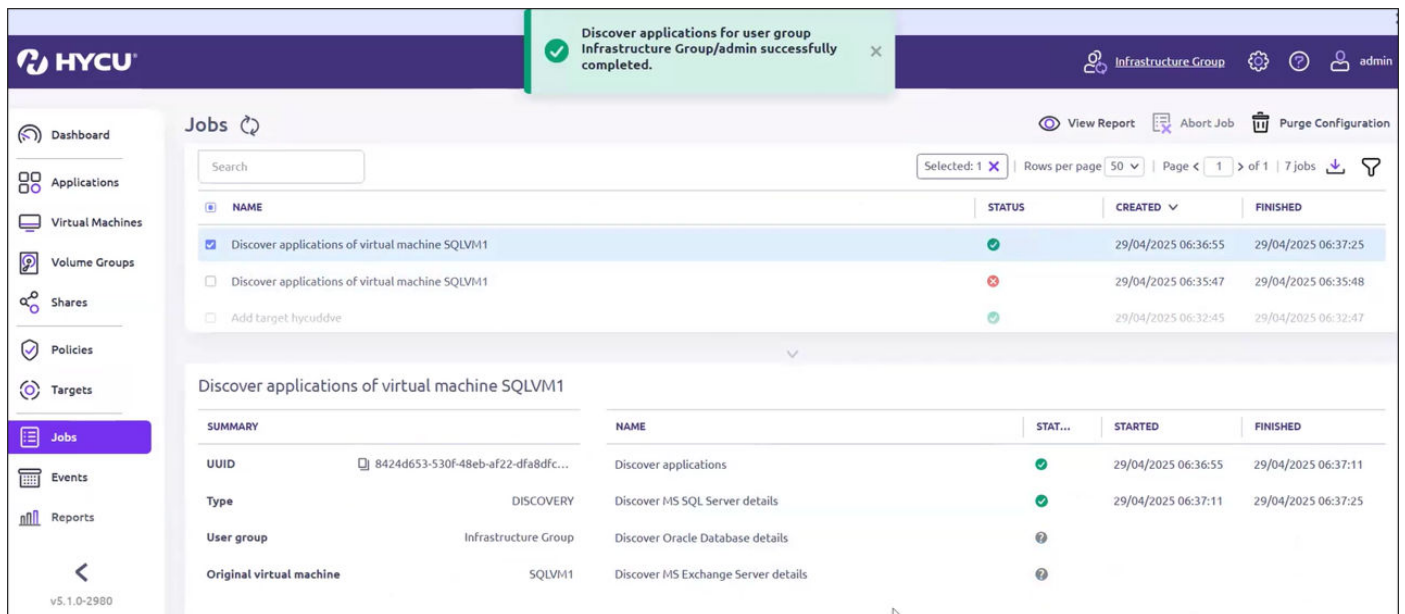 Discover applications for user group
Infrastructure Group/admin successfully
completed.
HYCU
Infrastructure Group
admin
Dashboard
Applications
Virtual Machines
Volume Groups
Shares
Policies
Targets
Jobs
Events
Reports
v5.1.0-2980
Jobs
View Report Abort Job Purge Configuration
Search
Selected: 1 Rows per page 50 Page 1 of 1 7 jobs
NAME STATUS CREATED FINISHED
Discover applications of virtual machine SQLVM1 29/04/2025 06:36:55 29/04/2025 06:37:25
Discover applications of virtual machine SQLVM1 29/04/2025 06:35:47 29/04/2025 06:35:48
Add target hycuddve 29/04/2025 06:32:45 29/04/2025 06:32:47
Discover applications of virtual machine SQLVM1
SUMMARY
UUID 8424d653-530f-48eb-af22-dfa8dfc...
Type DISCOVERY
User group Infrastructure Group
Original virtual machine SQLVM1
NAME STAT... STARTED FINISHED
Discover applications 29/04/2025 06:36:55 29/04/2025 06:37:11
Discover MS SQL Server details 29/04/2025 06:37:11 29/04/2025 06:37:25
Discover Oracle Database details
Discover MS Exchange Server details